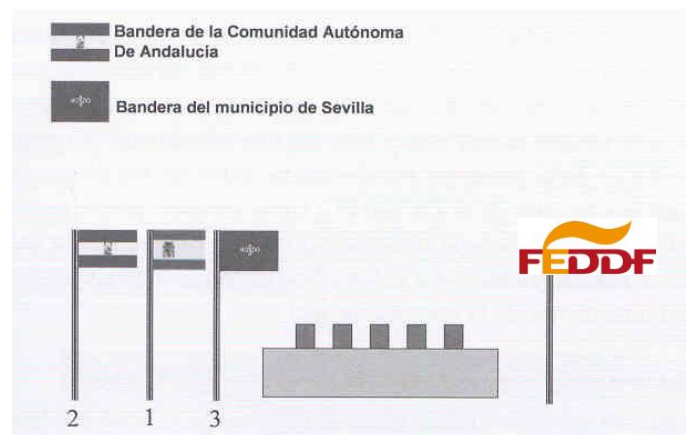 Bandera de la Comunidad Autónoma
De Andalucía
Bandera del municipio de Sevilla
FEDDF
2 1 3